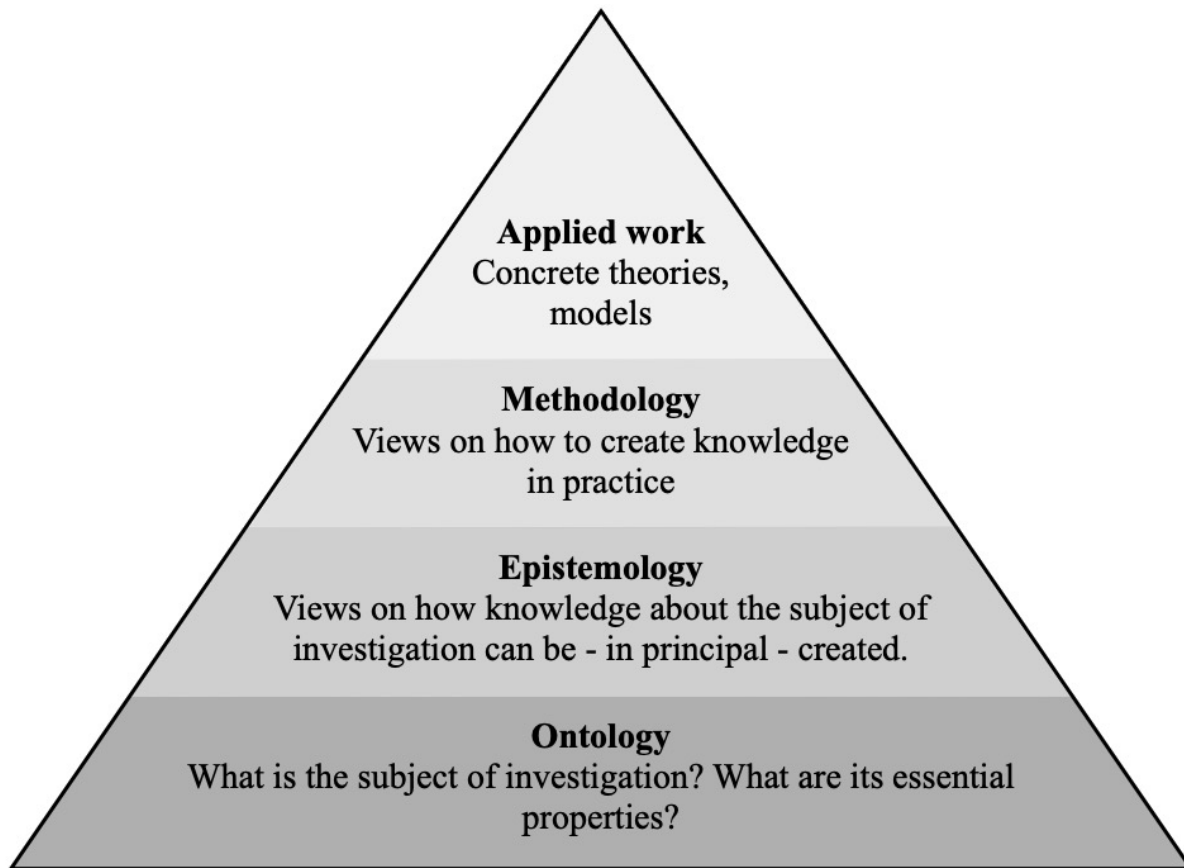 Applied work
Concrete theories,
models
Methodology
Views on how to create knowledge
in practice
Epistemology
Views on how knowledge about the subject of
investigation can be - in principal - created.
Ontology
What is the subject of investigation? What are its essential
properties?